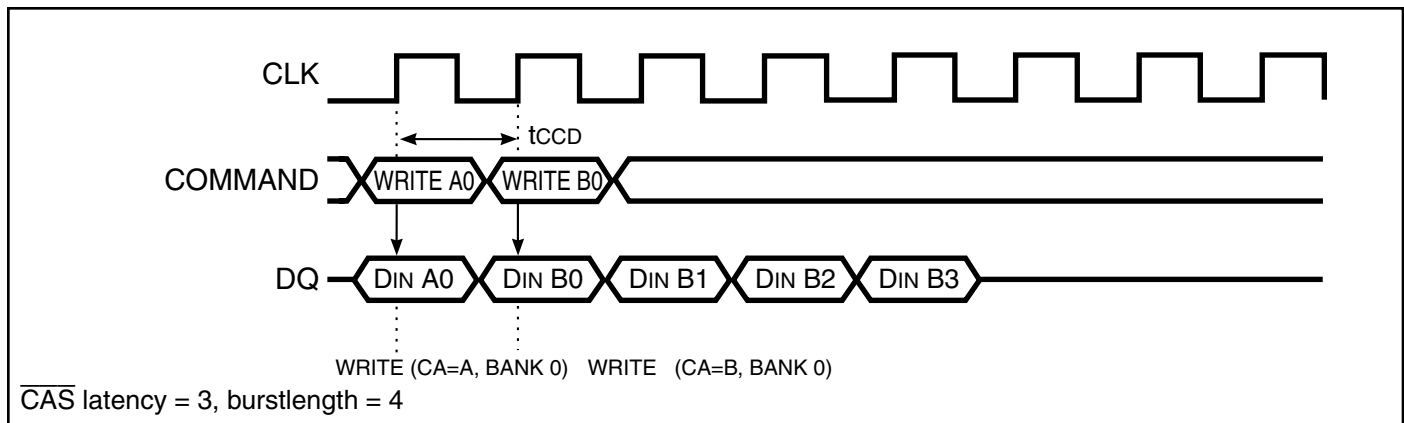 CLK
tCCD
COMMAND WRITE A0 WRITE B0
DQ DIN A0 DIN B0 DIN B1 DIN B2 DIN B3
WRITE (CA=A, BANK 0) WRITE (CA=B, BANK 0)
C̅A̅S̅ latency = 3, burstlength = 4